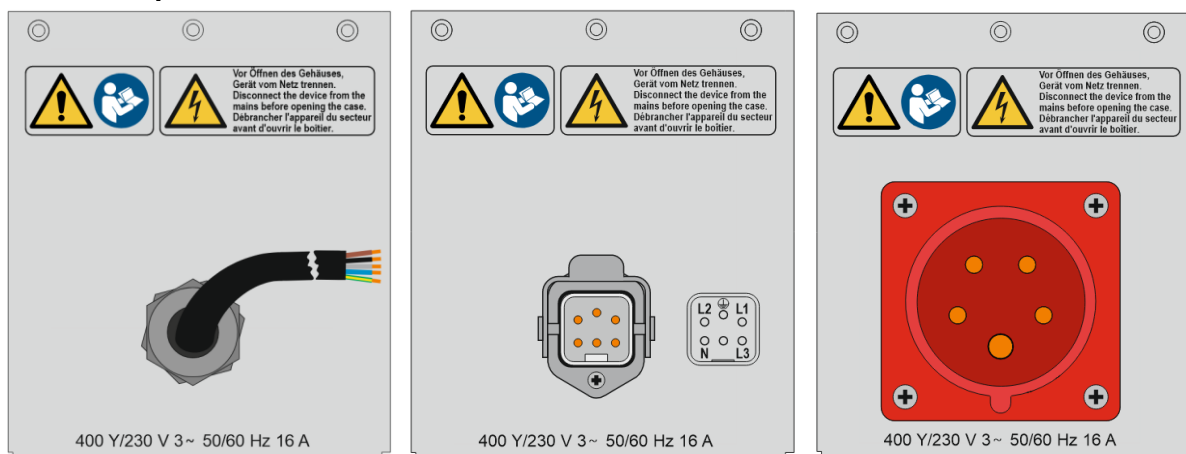 Vor Öffnen des Gehäuses,
Gerät vom Netz trennen.
Disconnect the device from the
mains before opening the case.
Débrancher l'appareil du secteur
avant d'ouvrir le boîtier.
400 Y/230 V 3~ 50/60 Hz 16 A
Vor Öffnen des Gehäuses,
Gerät vom Netz trennen.
Disconnect the device from the
mains before opening the case.
Débrancher l'appareil du secteur
avant d'ouvrir le boîtier.
L2 L1
N L3
400 Y/230 V 3~ 50/60 Hz 16 A
Vor Öffnen des Gehäuses,
Gerät vom Netz trennen.
Disconnect the device from the
mains before opening the case.
Débrancher l'appareil du secteur
avant d'ouvrir le boîtier.
400 Y/230 V 3~ 50/60 Hz 16 A